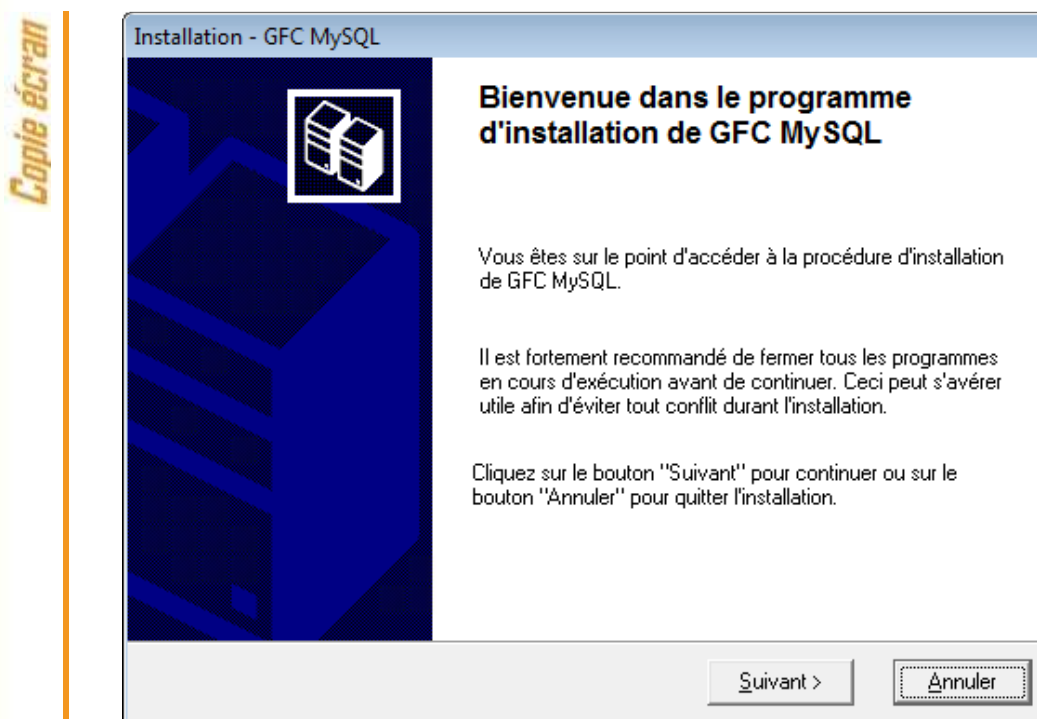 Copie écran
Installation - GFC MySQL
Bienvenue dans le programme
d'installation de GFC MySQL
Vous êtes sur le point d'accéder à la procédure d'installation
de GFC MySQL.
Il est fortement recommandé de fermer tous les programmes
en cours d'exécution avant de continuer. Ceci peut s'avérer
utile afin d'éviter tout conflit durant l'installation.
Cliquez sur le bouton "Suivant" pour continuer ou sur le
bouton "Annuler" pour quitter l'installation.
Suivant >
Annuler